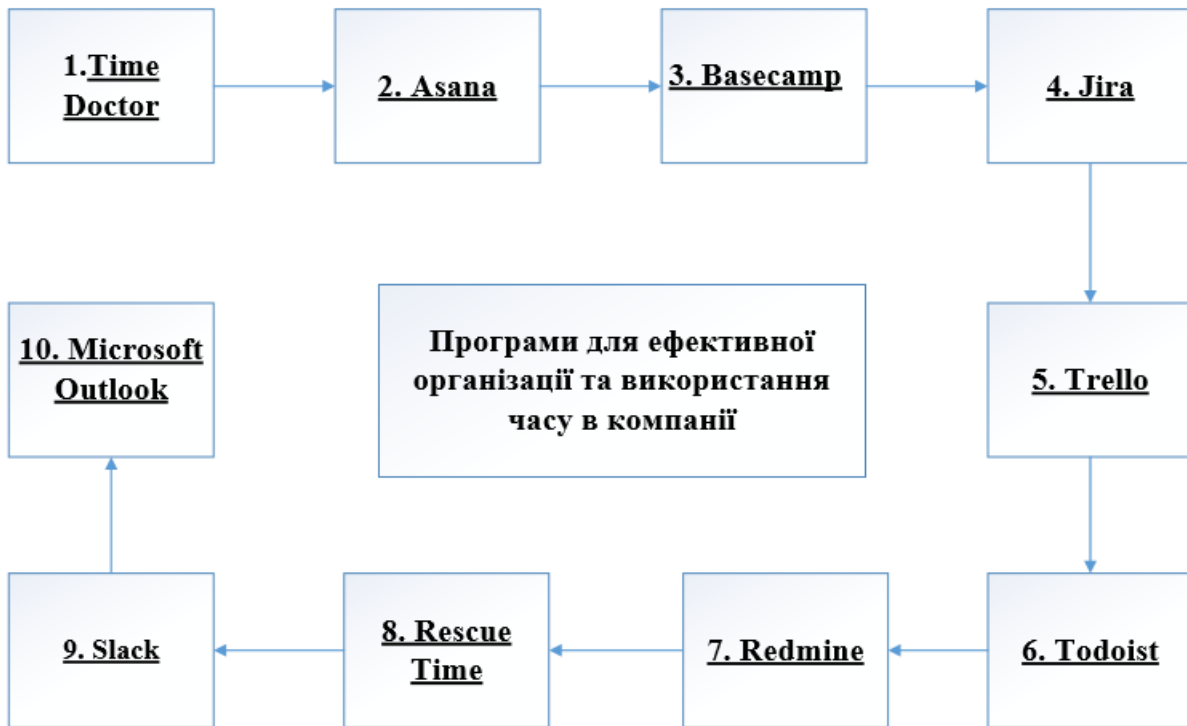 1.Time
Doctor
2. Asana
3. Basecamp
4. Jira
10. Microsoft
Outlook
Програми для ефективної
організації та використання
часу в компанії
5. Trello
9. Slack
8. Rescue
Time
7. Redmine
6. Todoist